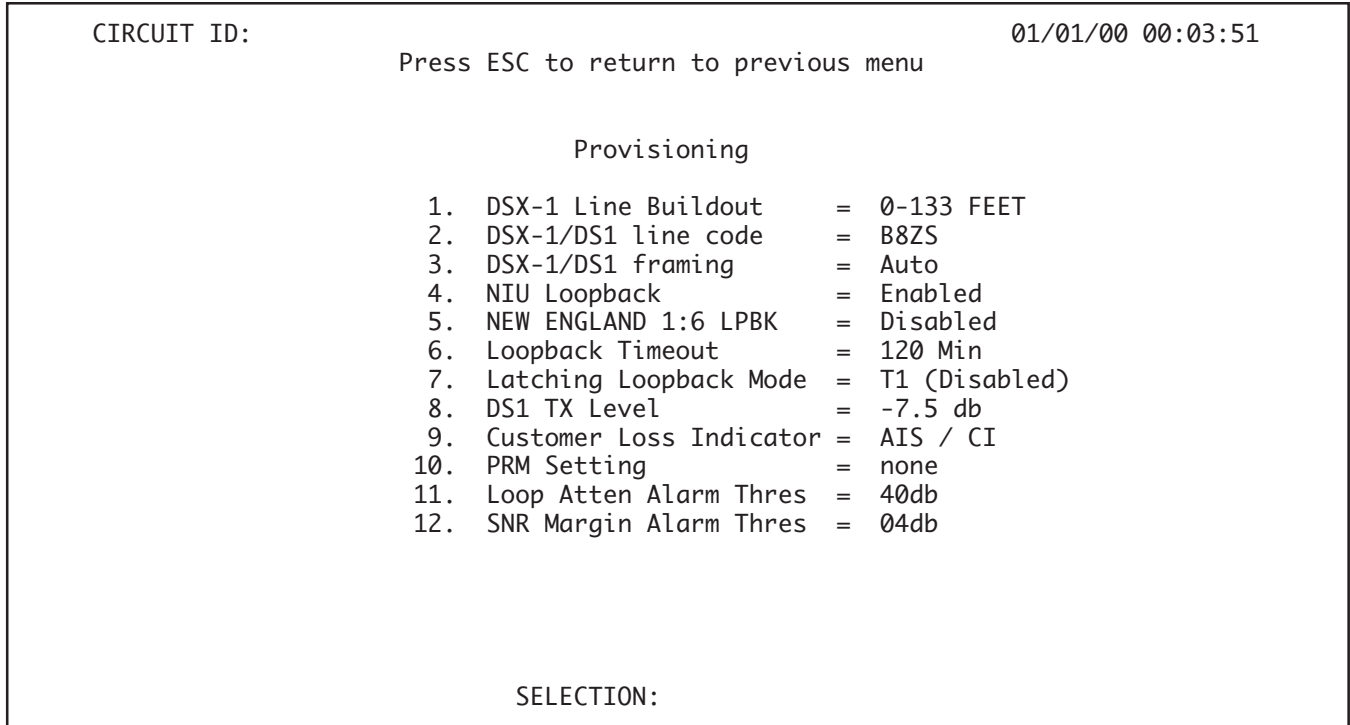 CIRCUIT ID: 01/01/00 00:03:51
Press ESC to return to previous menu
Provisioning
1. DSX-1 Line Buildout = 0-133 FEET
2. DSX-1/DS1 line code = B8ZS
3. DSX-1/DS1 framing = Auto
4. NIU Loopback = Enabled
5. NEW ENGLAND 1:6 LPBK = Disabled
6. Loopback Timeout = 120 Min
7. Latching Loopback Mode = T1 (Disabled)
8. DS1 TX Level = -7.5 db
9. Customer Loss Indicator = AIS / CI
10. PRM Setting = none
11. Loop Atten Alarm Thres = 40db
12. SNR Margin Alarm Thres = 04db
SELECTION: